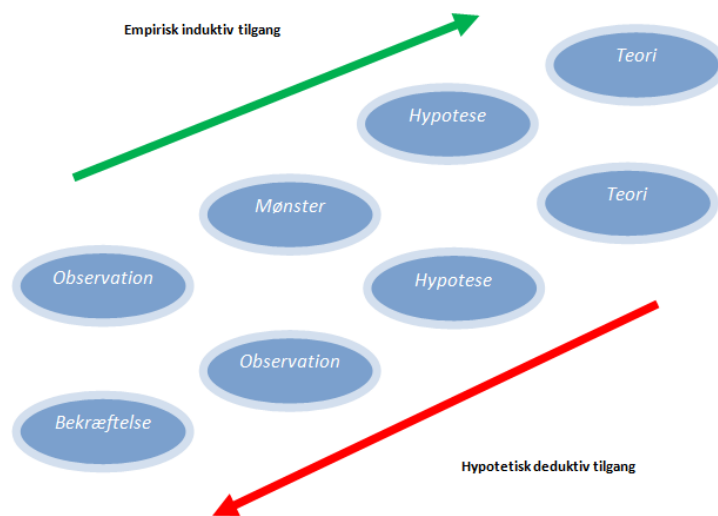 Empirisk induktiv tilgang
Teori
Hypotese
Mønster
Observation
Teori
Hypotese
Observation
Bekræftelse
Hypotetisk deduktiv tilgang